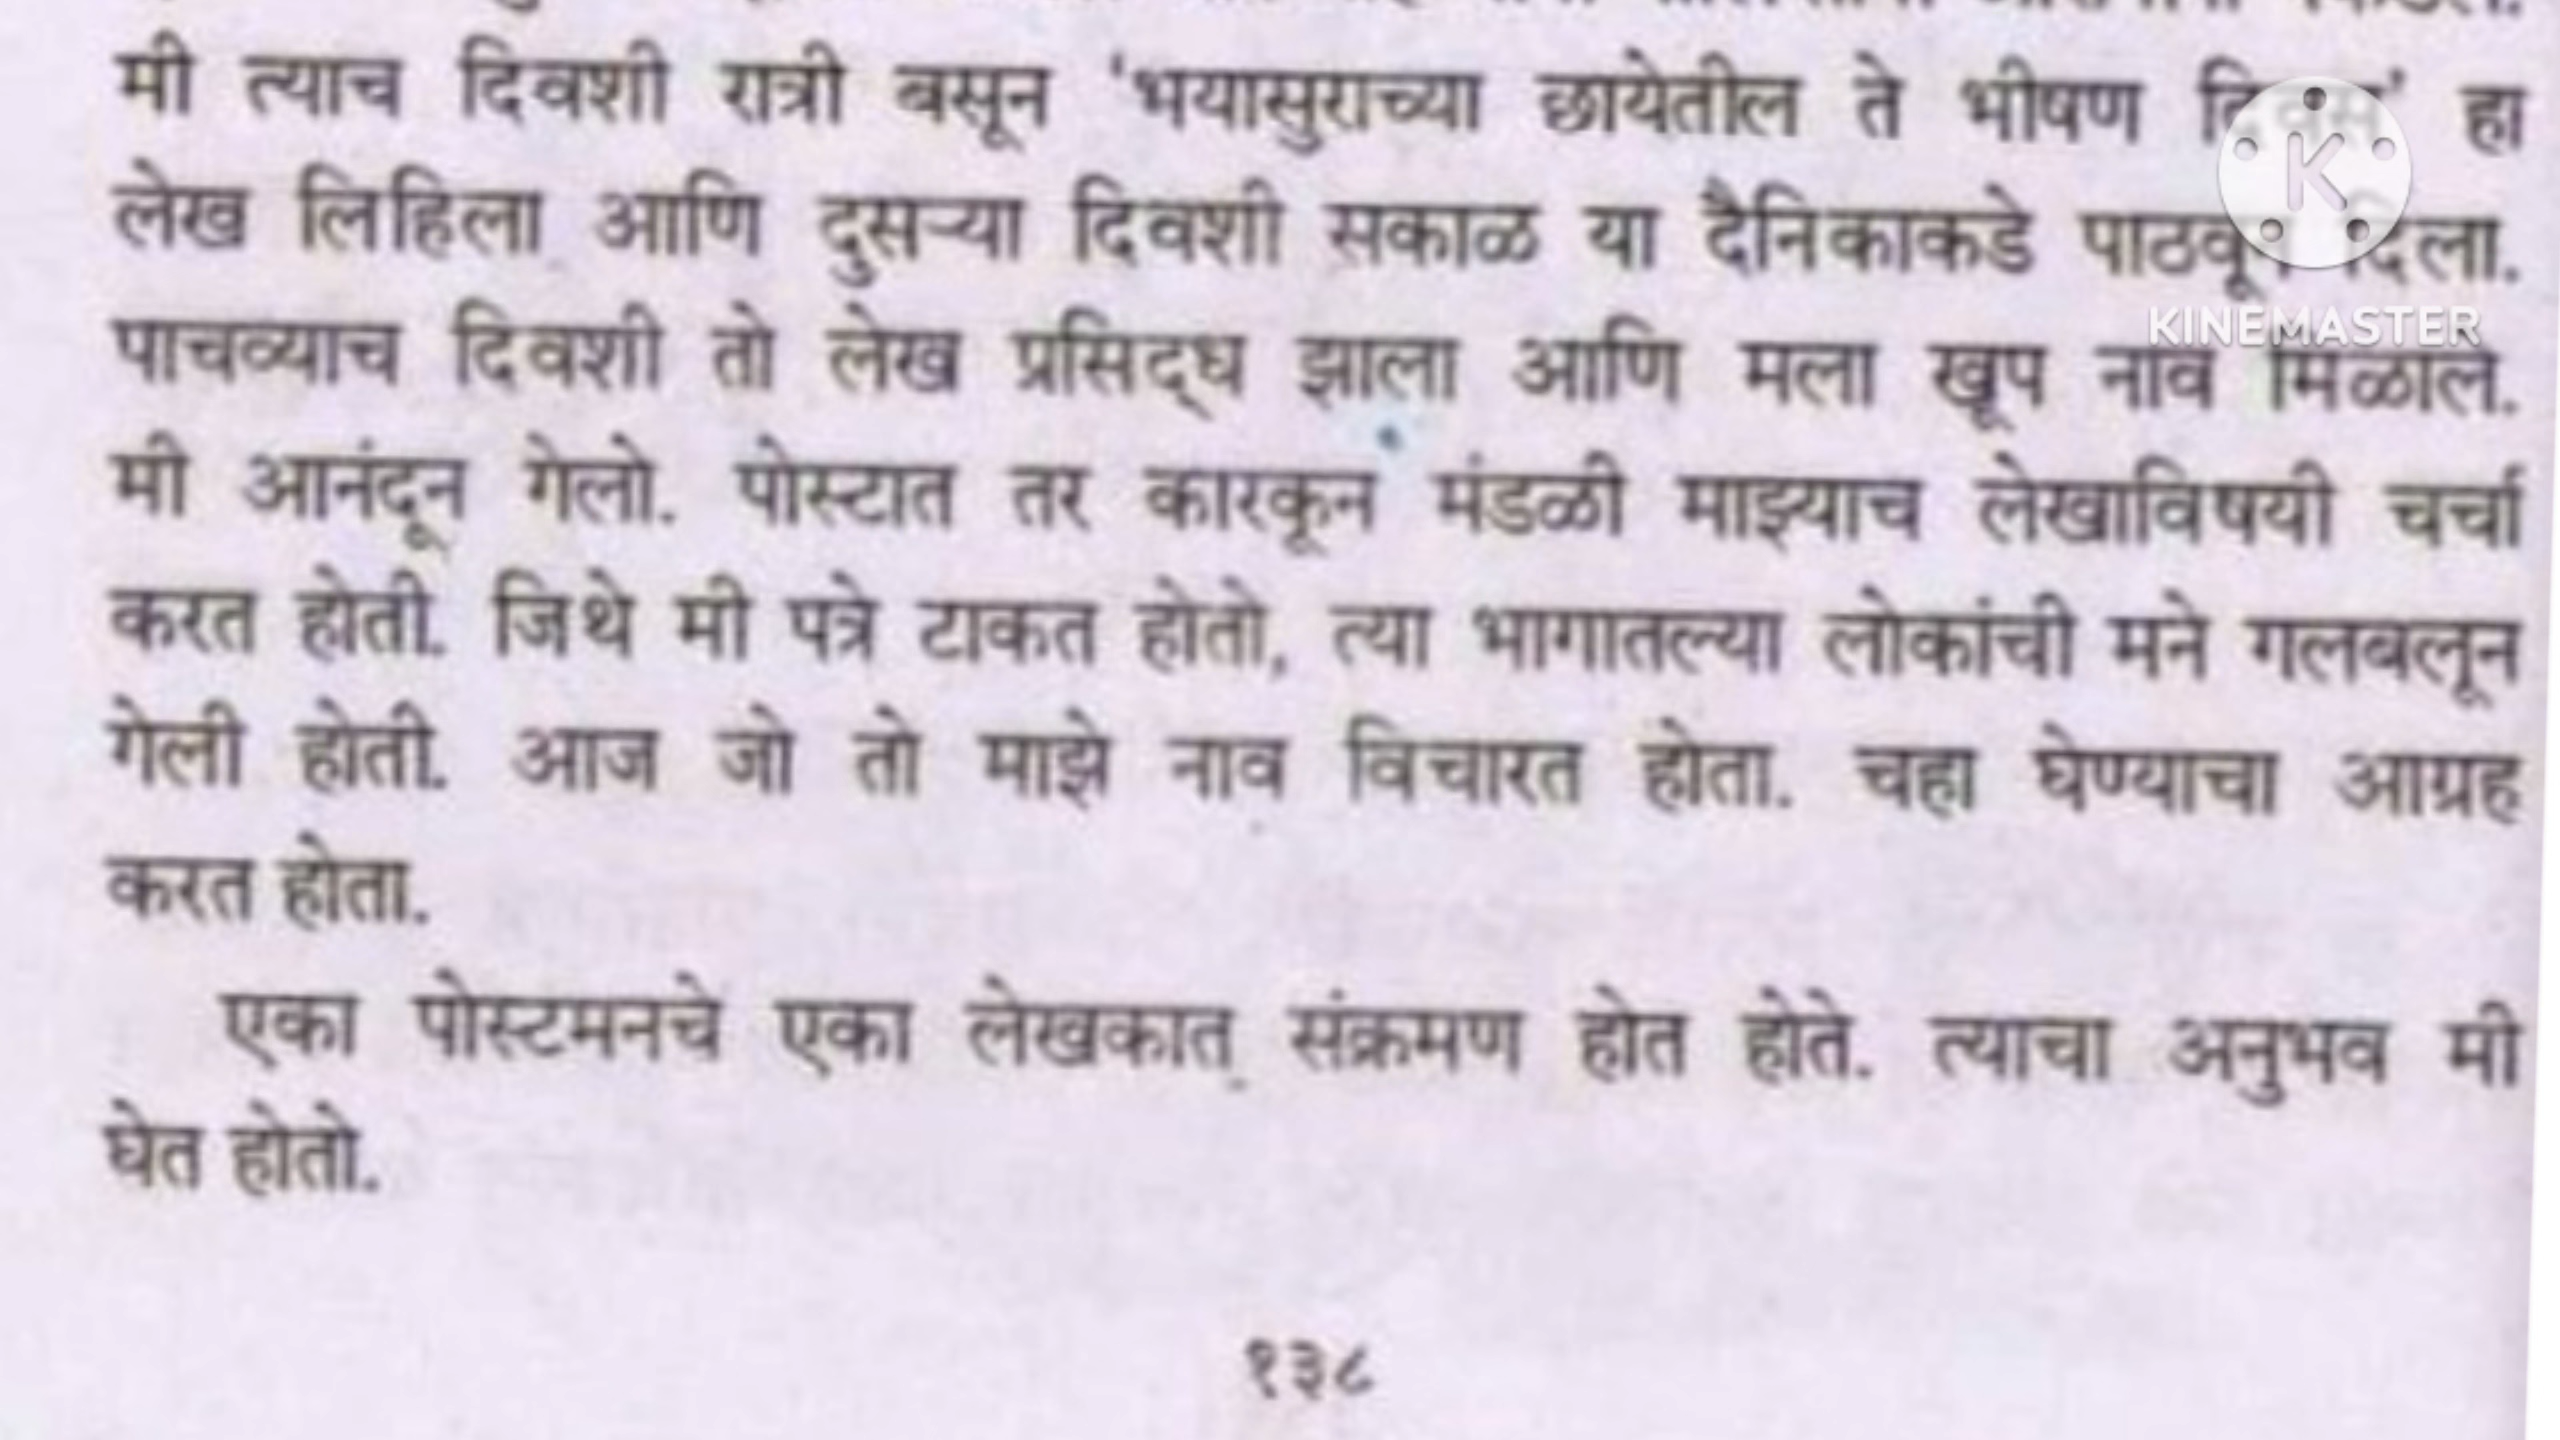 मी त्याच दिवशी रात्री बसून ‘भयासुराच्या छायेतील ते भीषण दिवस’ हा
लेख लिहिला आणि दुसऱ्या दिवशी सकाळ या दैनिकाकडे पाठवून दिला.
पाचव्याच दिवशी तो लेख प्रसिद्ध झाला आणि मला खूप नाव मिळाले.
मी आनंदून गेलो. पोस्टात तर कारकून मंडळी माझ्याच लेखाविषयी चर्चा
करत होती. जिथे मी पत्रे टाकत होतो, त्या भागातल्या लोकांची मने गलबलून
गेली होती. आज जो तो माझे नाव विचारत होता. चहा घेण्याचा आग्रह
करत होता.
एका पोस्टमनचे एका लेखकात संक्रमण होत होते. त्याचा अनुभव मी
घेत होतो.
१३८
K
KINEMASTER